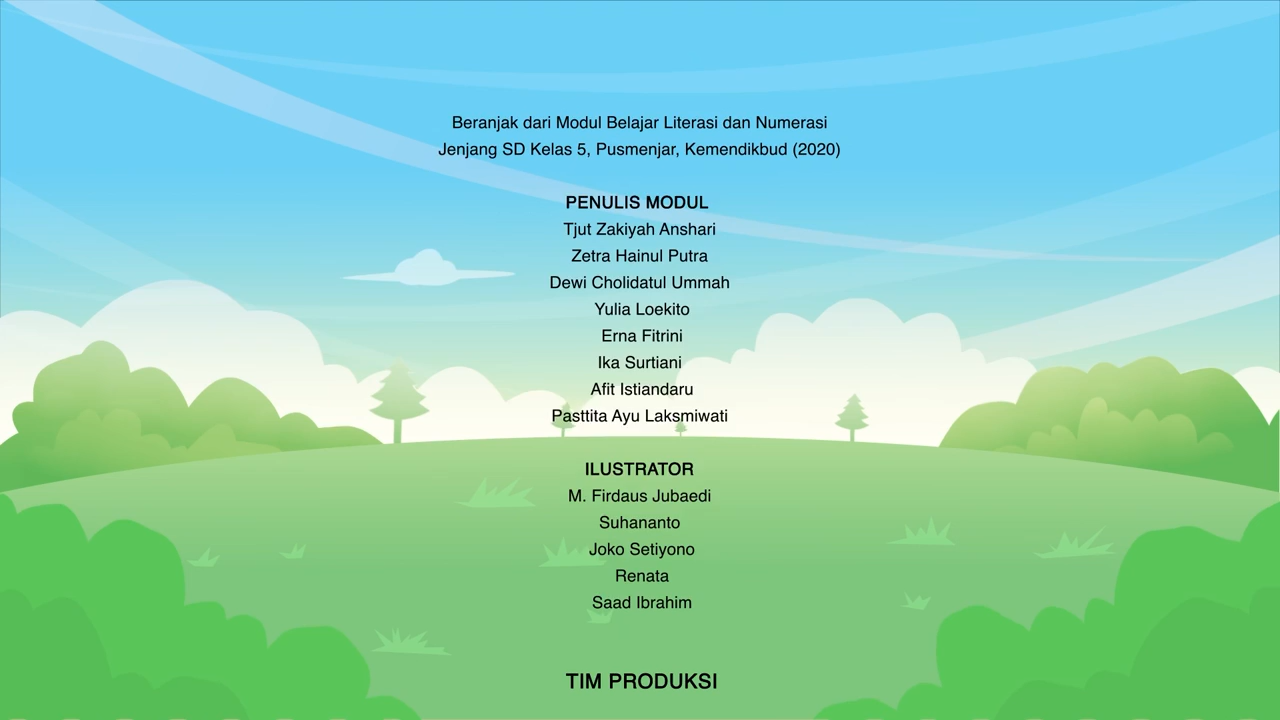 Beranjak dari Modul Belajar Literasi dan Numerasi
Jenjang SD Kelas 5, Pusmenjar, Kemendikbud (2020)
PENULIS MODUL
Tjut Zakiyah Anshari
Zetra Hainul Putra
Dewi Cholidatul Ummah
Yulia Loekito
Erna Fitrini
Ika Surtiani
Afit Istiandaru
Pasttita Ayu Laksmiwati
ILUSTRATOR
M. Firdaus Jubaedi
Suhananto
Joko Setiyono
Renata
Saad Ibrahim
TIM PRODUKSI